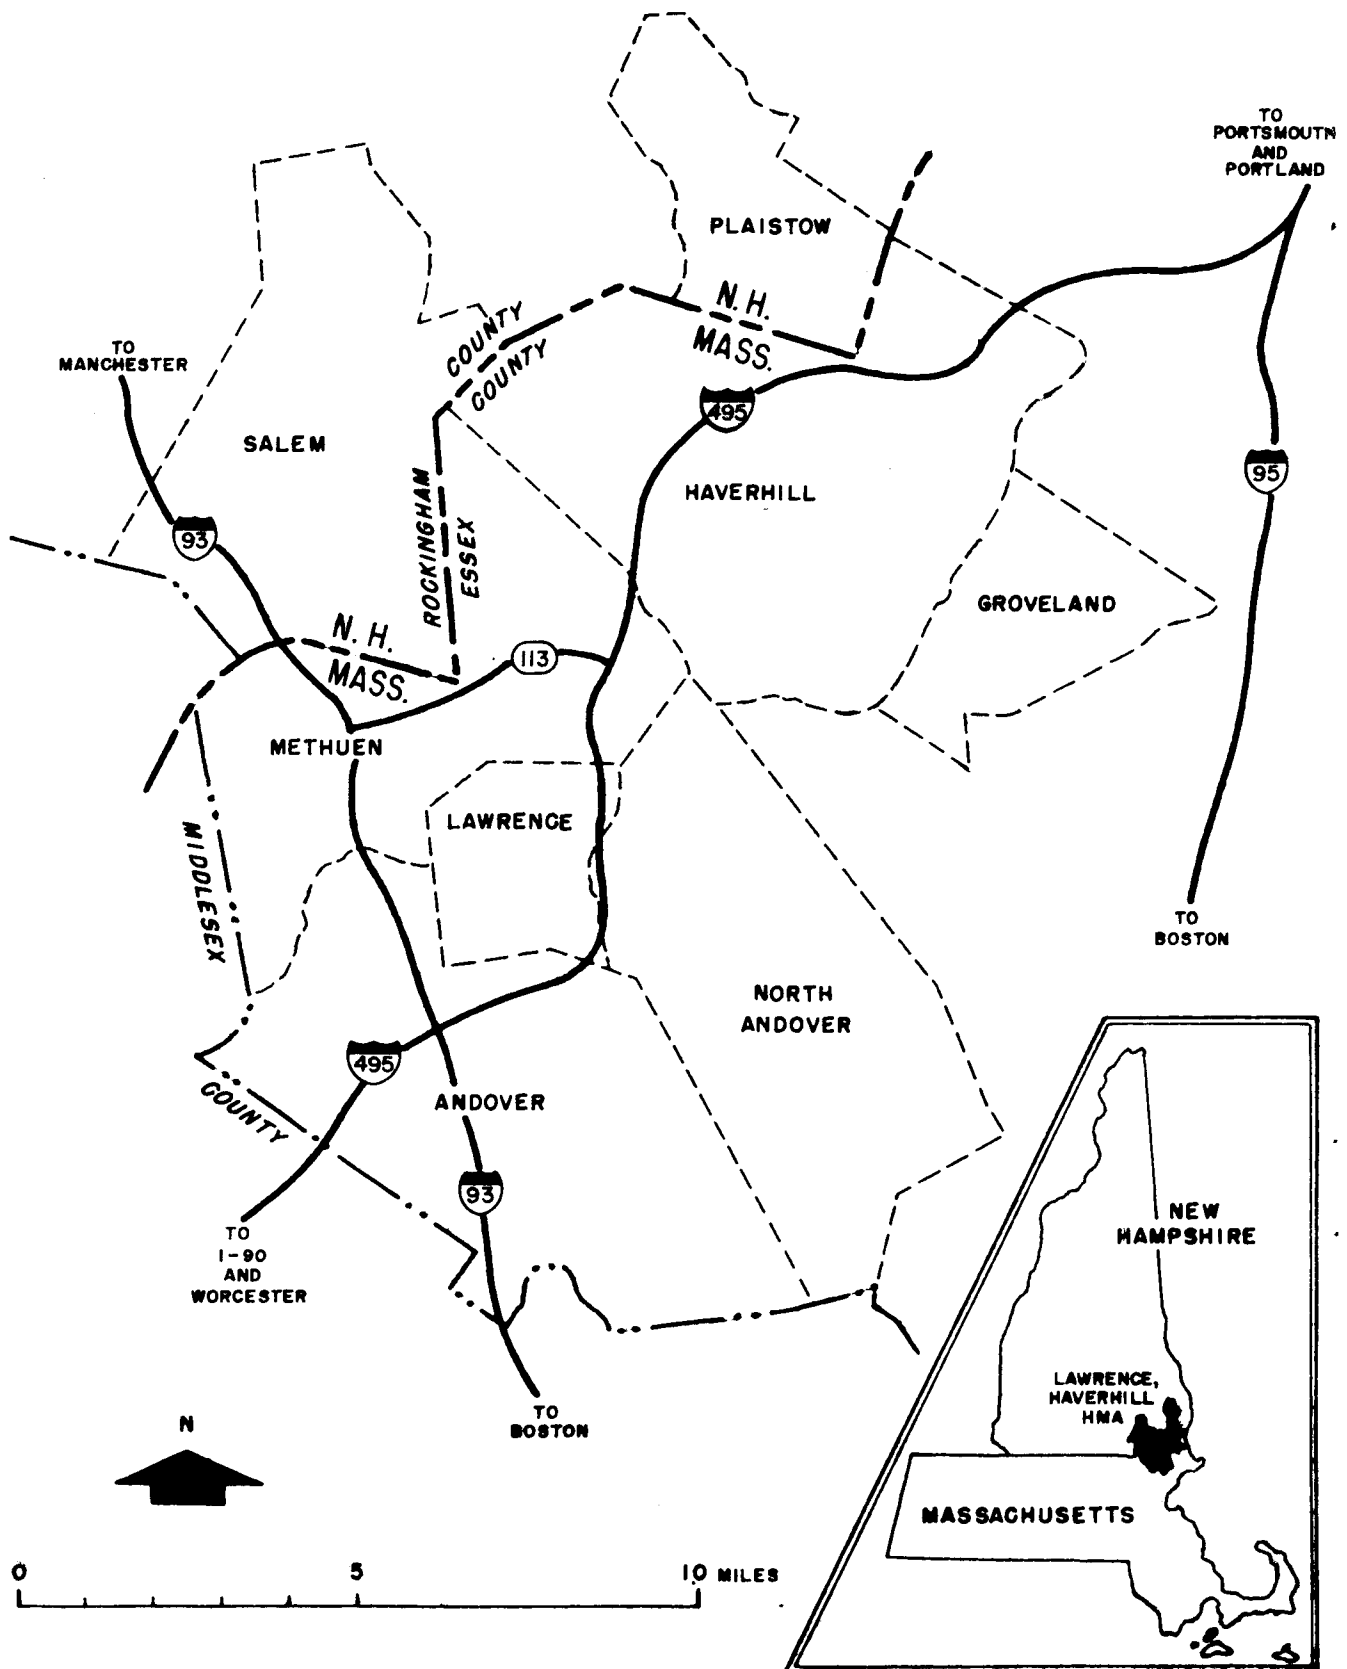 TO
PORTSMOUTH
AND
PORTLAND
PLAISTOW
N.H.
MASS.
COUNTY
COUNTY
TO
MANCHESTER
495
SALEM
95
HAVERHILL
ROCKINGHAM
ESSEX
93
GROVELAND
N.H.
MASS.
113
METHUEN
LAWRENCE
MIDDLESEX
TO
BOSTON
NORTH
ANDOVER
495
COUNTY
ANDOVER
93
TO
I-90
AND
WORCESTER
NEW
HAMPSHIRE
LAWRENCE,
HAVERHILL
HMA
TO
BOSTON
N
MASSACHUSETTS
0 5 10 MILES